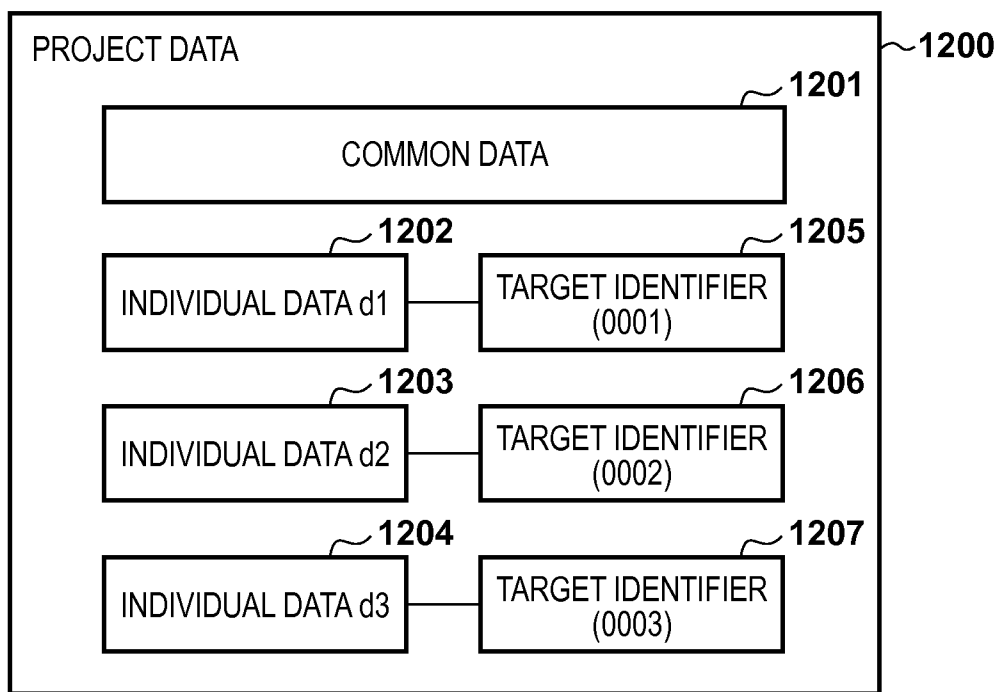 PROJECT DATA
1200
1201
COMMON DATA
1202
1205
INDIVIDUAL DATA d1
TARGET IDENTIFIER
(0001)
1203
1206
INDIVIDUAL DATA d2
TARGET IDENTIFIER
(0002)
1204
1207
INDIVIDUAL DATA d3
TARGET IDENTIFIER
(0003)